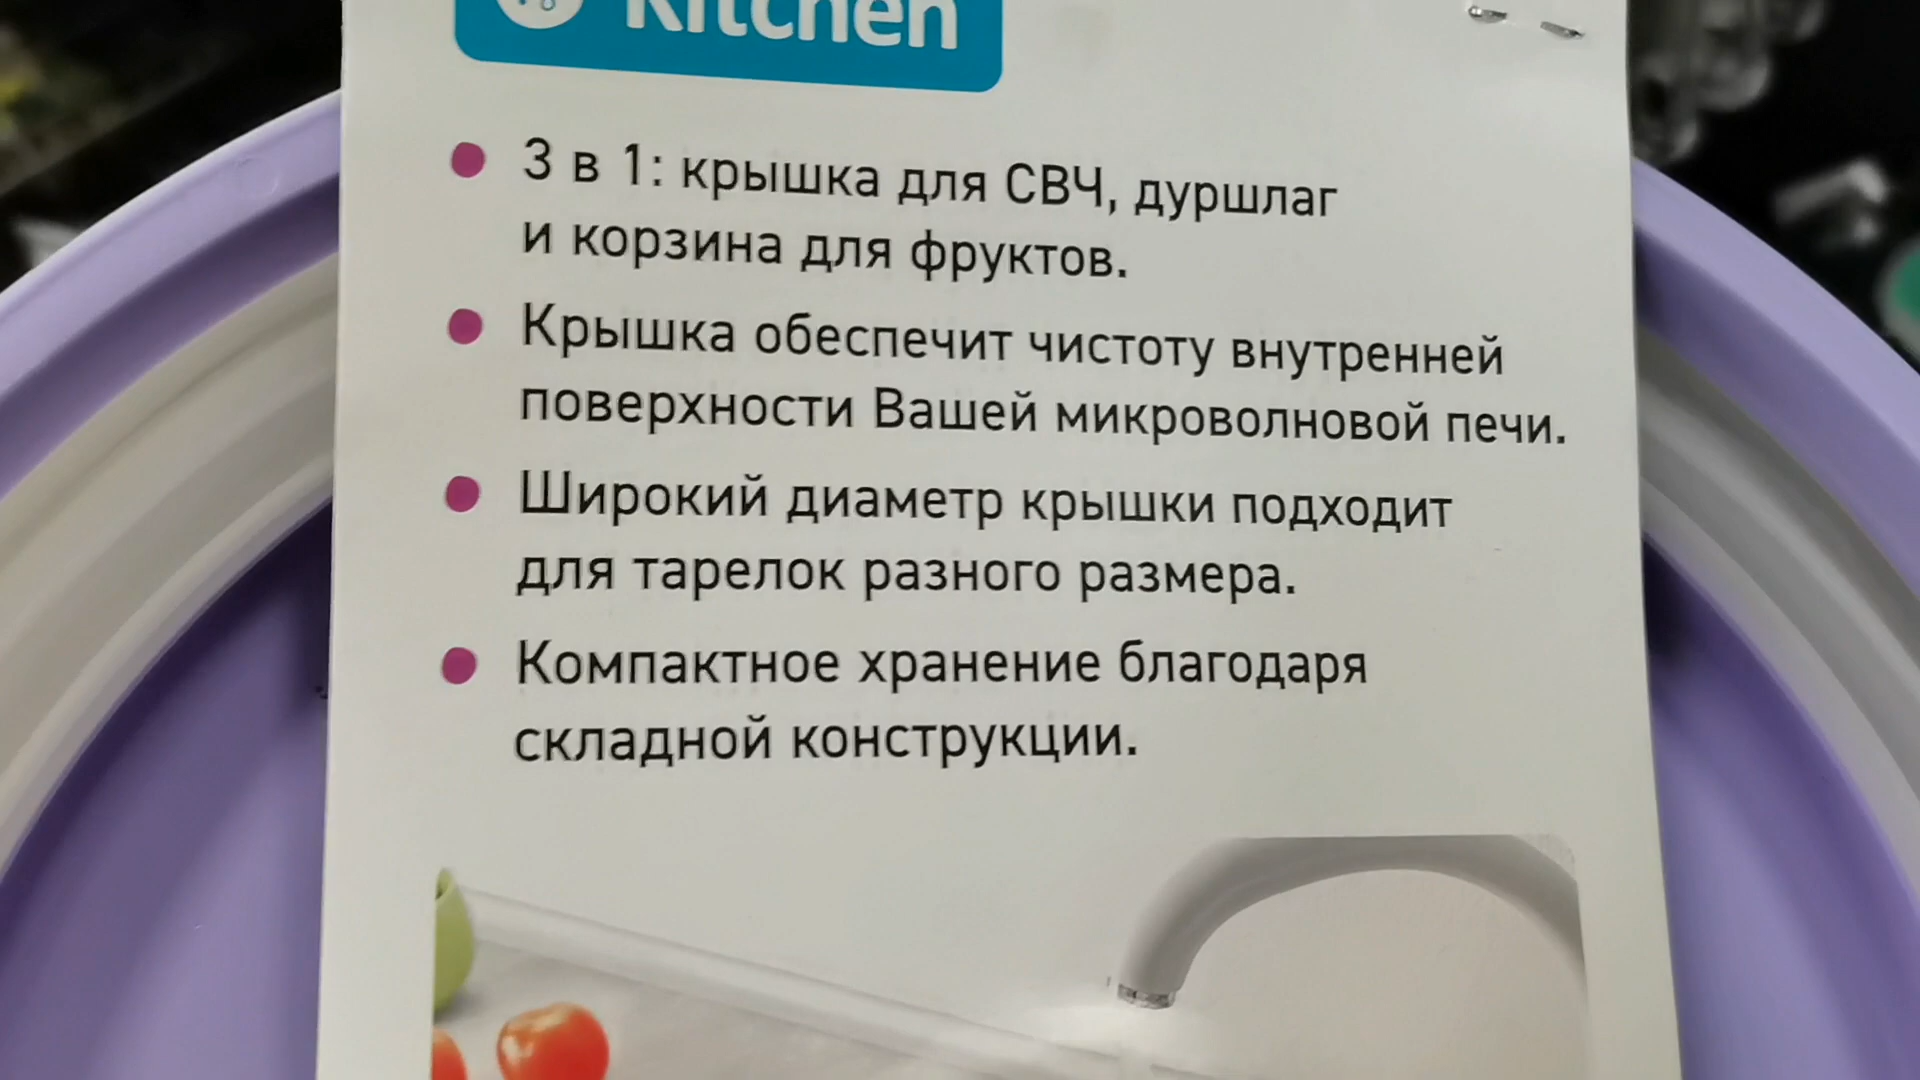 Kitchen
3 в 1: крышка для СВЧ, дуршлаг
и корзина для фруктов.
Крышка обеспечит чистоту внутренней
поверхности Вашей микроволновой печи.
Широкий диаметр крышки подходит
для тарелок разного размера.
Компактное хранение благодаря
складной конструкции.